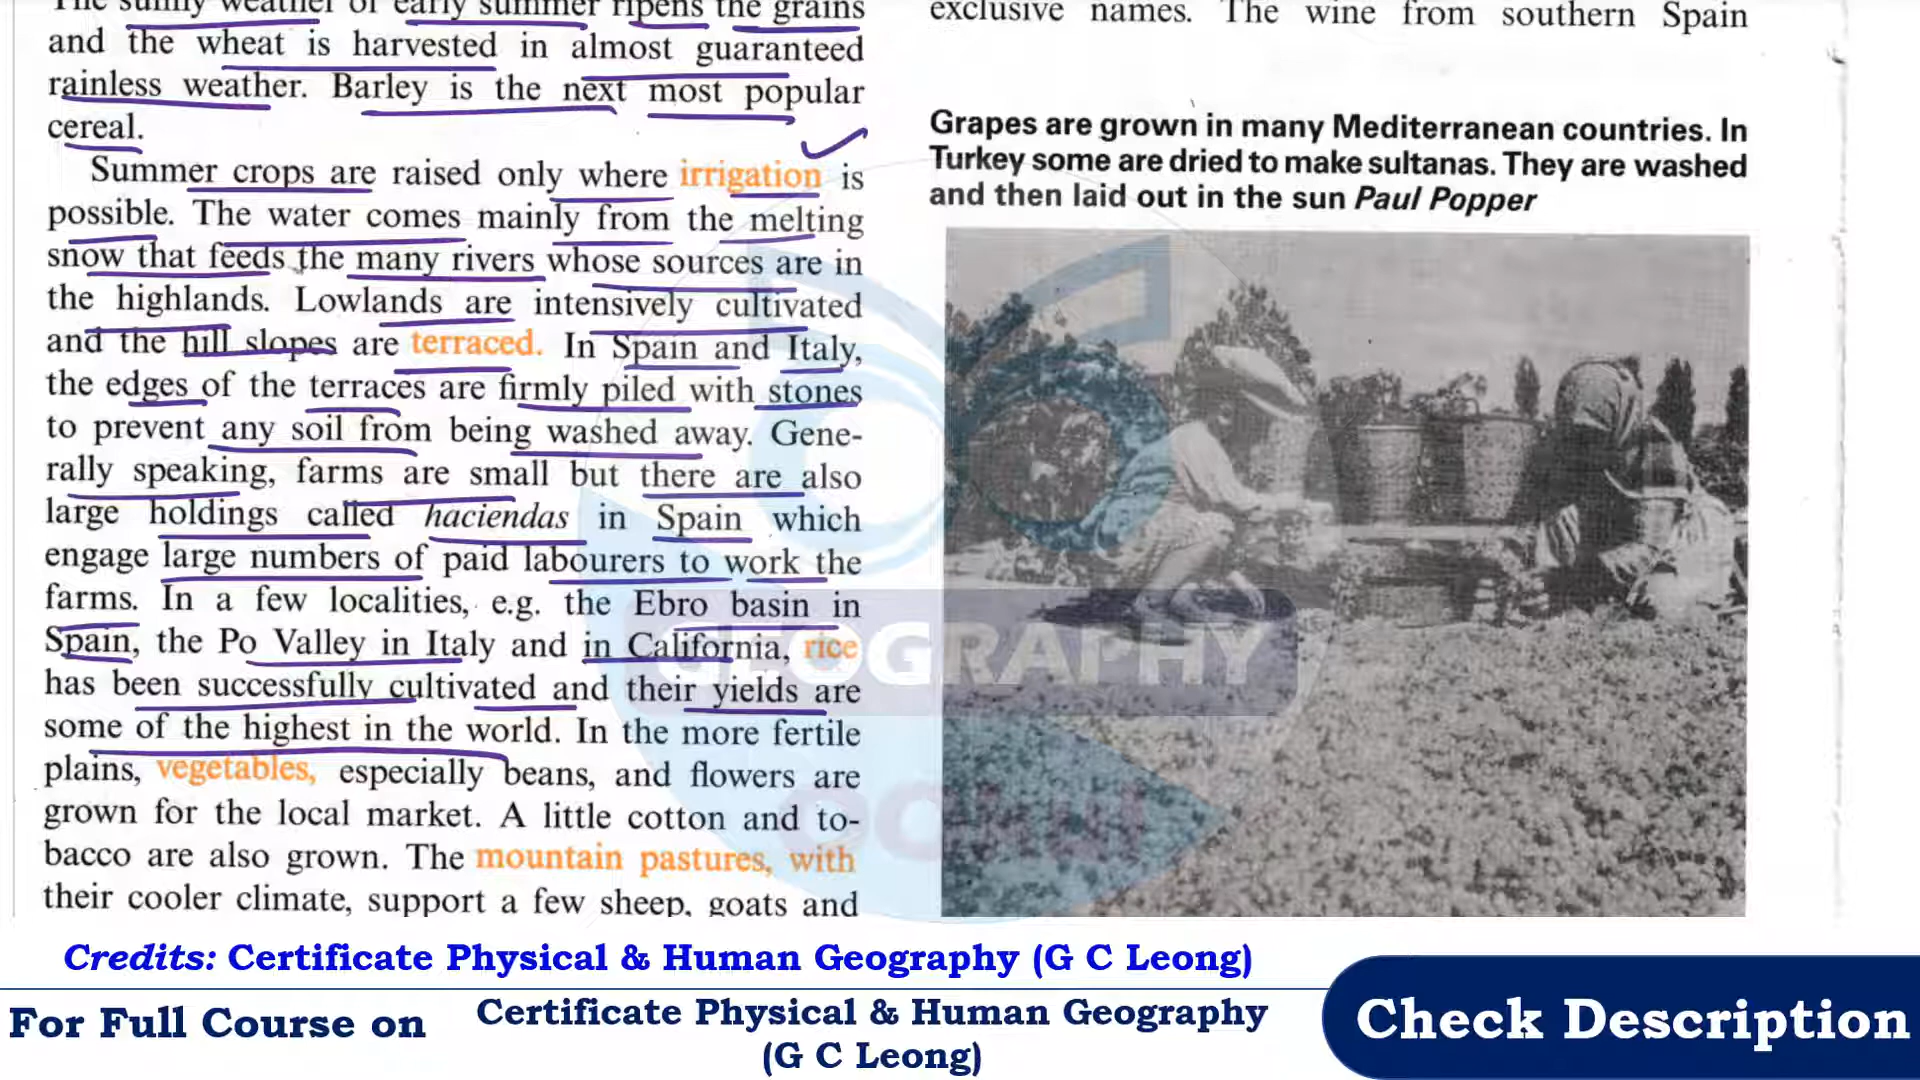 The sunny weather of early summer ripens the grains
and the wheat is harvested in almost guaranteed
rainless weather. Barley is the next most popular
cereal.
Summer crops are raised only where irrigation is
possible. The water comes mainly from the melting
snow that feeds the many rivers whose sources are in
the highlands. Lowlands are intensively cultivated
and the hill slopes are terraced. In Spain and Italy,
the edges of the terraces are firmly piled with stones
to prevent any soil from being washed away. Gene-
rally speaking, farms are small but there are also
large holdings called haciendas in Spain which
engage large numbers of paid labourers to work the
farms. In a few localities, e.g. the Ebro basin in
Spain, the Po Valley in Italy and in California, rice
has been successfully cultivated and their yields are
some of the highest in the world. In the more fertile
plains, vegetables, especially beans, and flowers are
grown for the local market. A little cotton and to-
bacco are also grown. The mountain pastures, with
their cooler climate, support a few sheep, goats and
exclusive names. The wine from southern Spain
Grapes are grown in many Mediterranean countries. In
Turkey some are dried to make sultanas. They are washed
and then laid out in the sun Paul Popper
GEOGRAPHY
Credits: Certificate Physical & Human Geography (G C Leong)
For Full Course on
Certificate Physical & Human Geography
(G C Leong)
Check Description